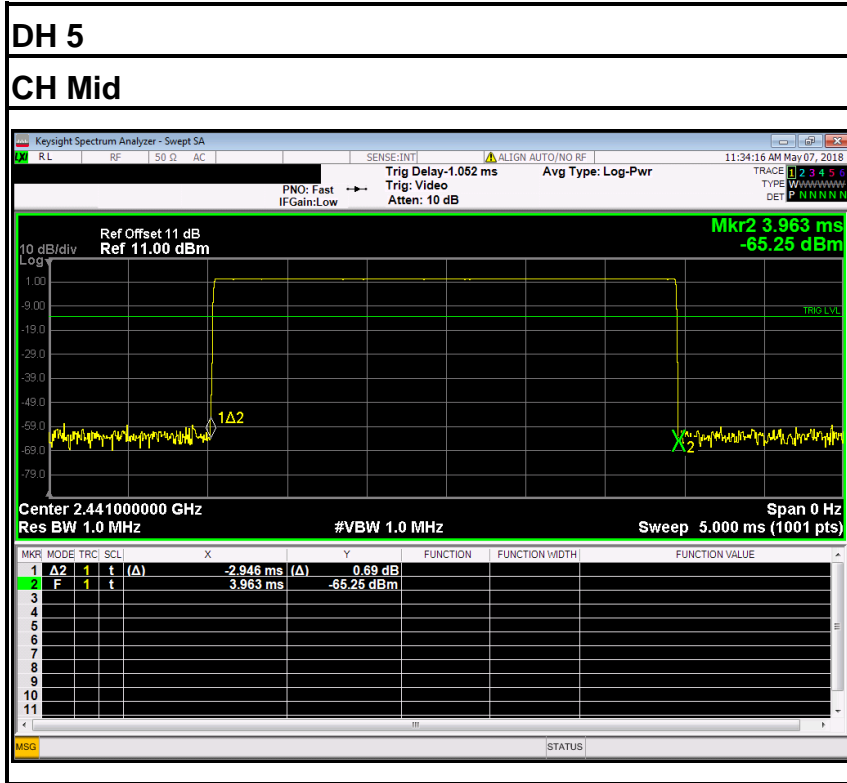 DH 5
CH Mid
Keysight Spectrum Analyzer - Swept SA
LXI RL RF 50 Ω AC SENSE:INT ALIGN AUTO/NO RF 11:34:16 AM May 07, 2018
Trig Delay-1.052 ms Avg Type: Log-Pwr TRACE 1 2 3 4 5 6
PNO: Fast Trig: Video TYPE WWWWWW
IFGain:Low Atten: 10 dB DET P N N N N N
Mkr2 3.963 ms
Ref Offset 11 dB -65.25 dBm
10 dB/div Ref 11.00 dBm
Log
1.00
-9.00
TRIG LVL
-19.0
-29.0
-39.0
-49.0
1Δ2
-59.0
2
-69.0
-79.0
Center 2.441000000 GHz Span 0 Hz
Res BW 1.0 MHz #VBW 1.0 MHz Sweep 5.000 ms (1001 pts)
MKR MODE TRC SCL X Y FUNCTION FUNCTION WIDTH FUNCTION VALUE
1 Δ2 1 t (Δ) -2.946 ms (Δ) 0.69 dB
2 F 1 t 3.963 ms -65.25 dBm
3
4
5
6
7
8
9
10
11
MSG STATUS